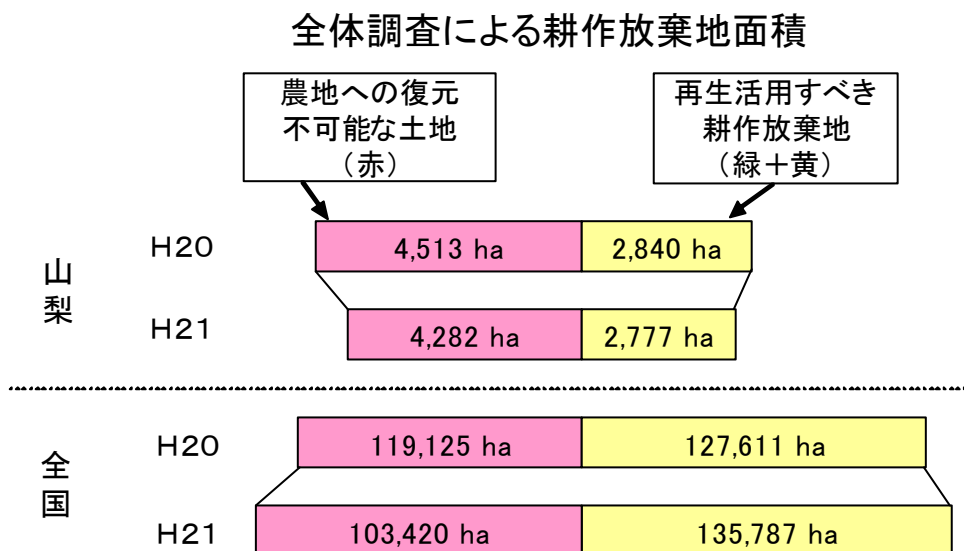 全体調査による耕作放棄地面積
農地への復元
不可能な土地
（赤）
再生活用すべき
耕作放棄地
（緑＋黄）
山梨
H20
4,513 ha
2,840 ha
H21
4,282 ha
2,777 ha
全国
H20
119,125 ha
127,611 ha
H21
103,420 ha
135,787 ha